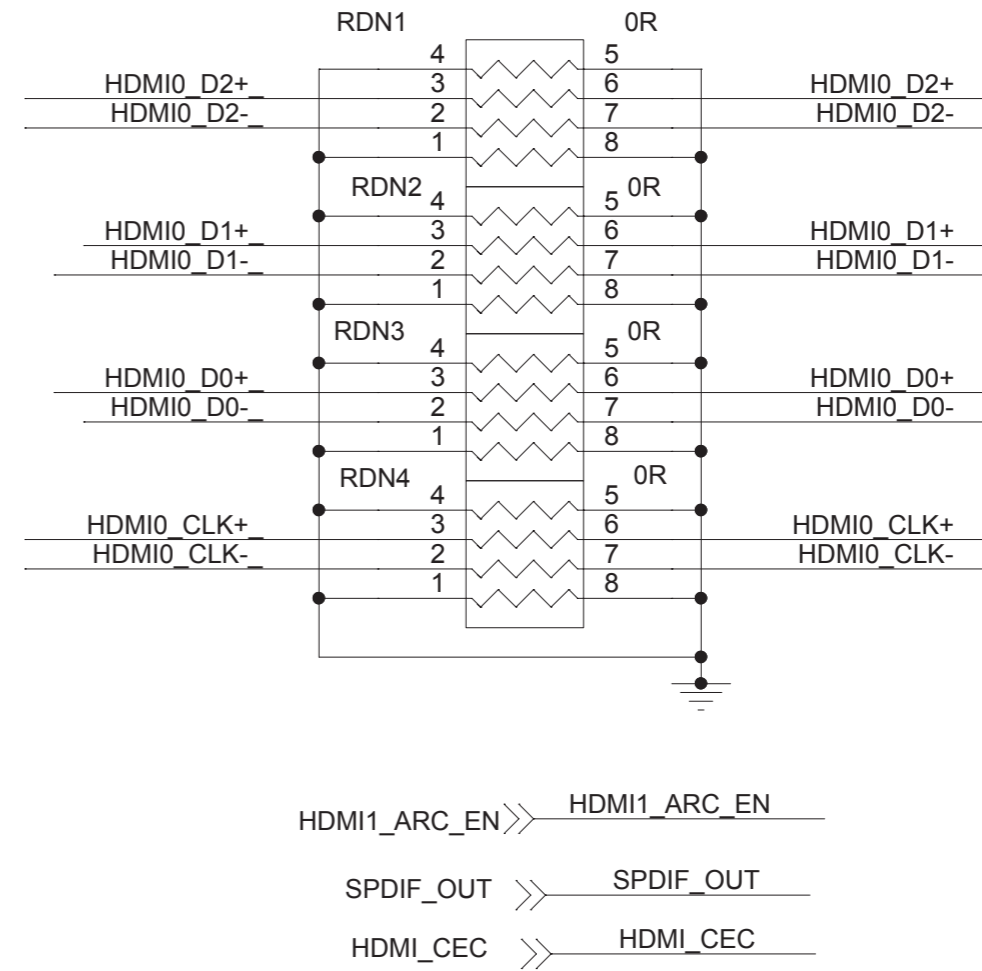 RDN1 0R
4 5
HDMI0_D2+_ 3 6 HDMI0_D2+
HDMI0_D2-_ 2 7 HDMI0_D2-
1 8
RDN2 0R
4 5
HDMI0_D1+_ 3 6 HDMI0_D1+
HDMI0_D1-_ 2 7 HDMI0_D1-
1 8
RDN3 0R
4 5
HDMI0_D0+_ 3 6 HDMI0_D0+
HDMI0_D0-_ 2 7 HDMI0_D0-
1 8
RDN4 0R
4 5
HDMI0_CLK+_ 3 6 HDMI0_CLK+
HDMI0_CLK-_ 2 7 HDMI0_CLK-
1 8
HDMI1_ARC_EN HDMI1_ARC_EN
SPDIF_OUT SPDIF_OUT
HDMI_CEC HDMI_CEC